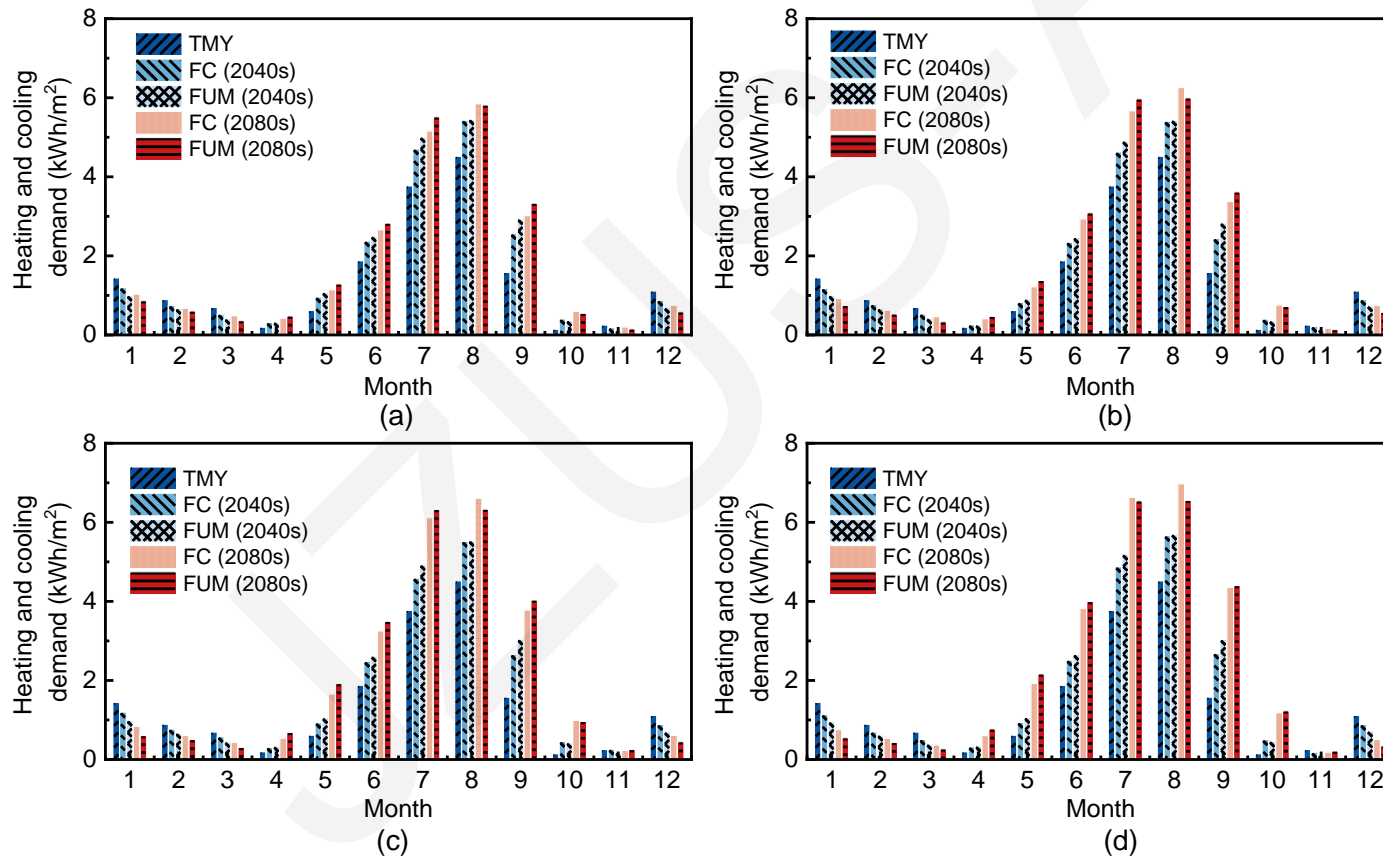 8
6
4
2
0
Heating and cooling
demand (kWh/m²)
TMY
FC (2040s)
FUM (2040s)
FC (2080s)
FUM (2080s)
1 2 3 4 5 6 7 8 9 10 11 12
Month
(a)
8
6
4
2
0
Heating and cooling
demand (kWh/m²)
TMY
FC (2040s)
FUM (2040s)
FC (2080s)
FUM (2080s)
1 2 3 4 5 6 7 8 9 10 11 12
Month
(b)
8
6
4
2
0
Heating and cooling
demand (kWh/m²)
TMY
FC (2040s)
FUM (2040s)
FC (2080s)
FUM (2080s)
1 2 3 4 5 6 7 8 9 10 11 12
Month
(c)
8
6
4
2
0
Heating and cooling
demand (kWh/m²)
TMY
FC (2040s)
FUM (2040s)
FC (2080s)
FUM (2080s)
1 2 3 4 5 6 7 8 9 10 11 12
Month
(d)